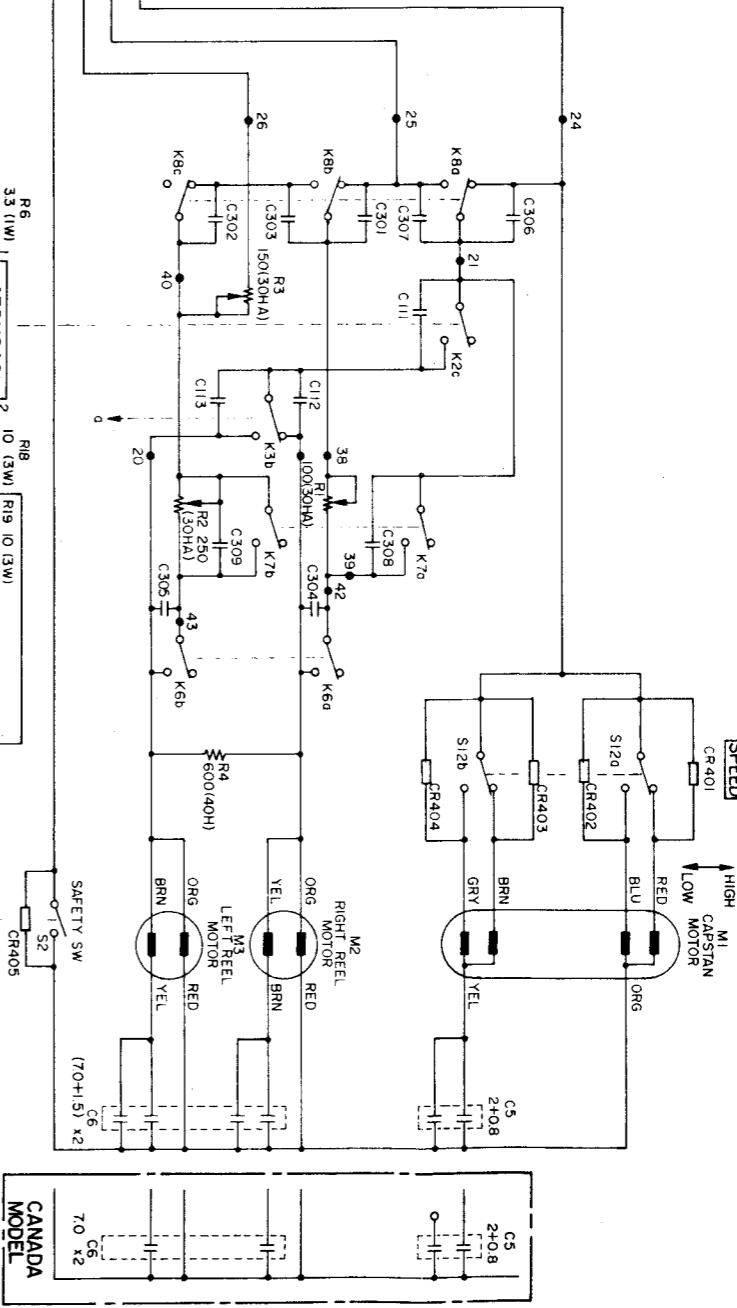 24
25
26
K8a
K8b
K8c
C306
C307
C301
C303
C302
21
40
R3
150(30HA)
C111
K2c
R6
3.3 (1W)
C113
C112
K3b
a
20
38
R1
100(30HA)
R2 250
(30HA)
C309
K7b
C308
K7a
39
42
C304
C305
43
K6a
K6b
R18
10 (3W)
R19 10 (3W)
2
SPEED
CR401
S12a
CR402
CR403
S12b
CR404
HIGH
LOW
R4
600(40H)
RED
BLU
BRN
GRY
M1
CAPSTAN
MOTOR
ORG
YEL
ORG
YEL
M2
RIGHT REEL
MOTOR
RED
BRN
ORG
BRN
M3
LEFT REEL
MOTOR
RED
YEL
SAFETY SW
S2
CR405
C5
2+0.8
C6
(7.0+1.5) x2
C5
2+0.8
C6
7.0 x2
CANADA
MODEL